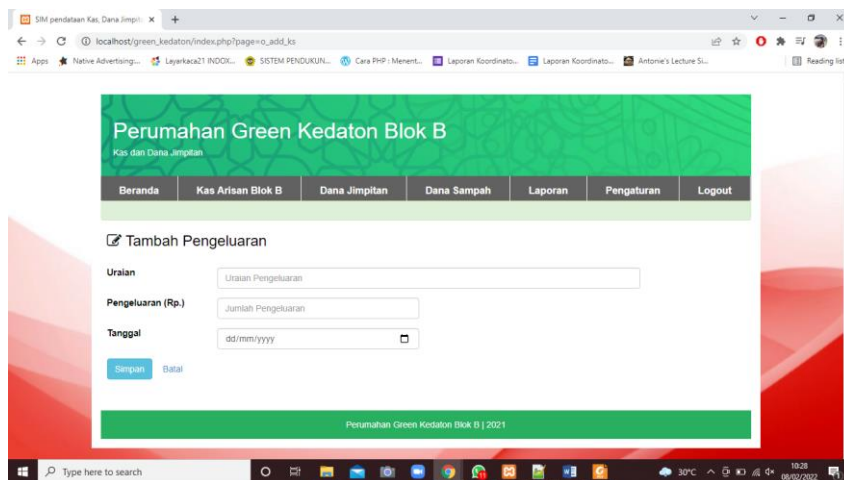 SIM pendataan Kas, Dana Jimpit
localhost/green_kedaton/index.php?page=o_add_ks
Apps Native Advertising:... Layarkaca21 INDOX... SISTEM PENDUKUN... Cara PHP : Menent... Laporan Koordinato... Laporan Koordinato... Antonie's Lecture Si... Reading list
Perumahan Green Kedaton Blok B
Kas dan Dana Jimpitan
Beranda Kas Arisan Blok B Dana Jimpitan Dana Sampah Laporan Pengaturan Logout
Tambah Pengeluaran
Uraian Uraian Pengeluaran
Pengeluaran (Rp.) Jumlah Pengeluaran
Tanggal dd/mm/yyyy
Simpan Batal
Perumahan Green Kedaton Blok B | 2021
Type here to search 30°C 10:28
08/02/2022